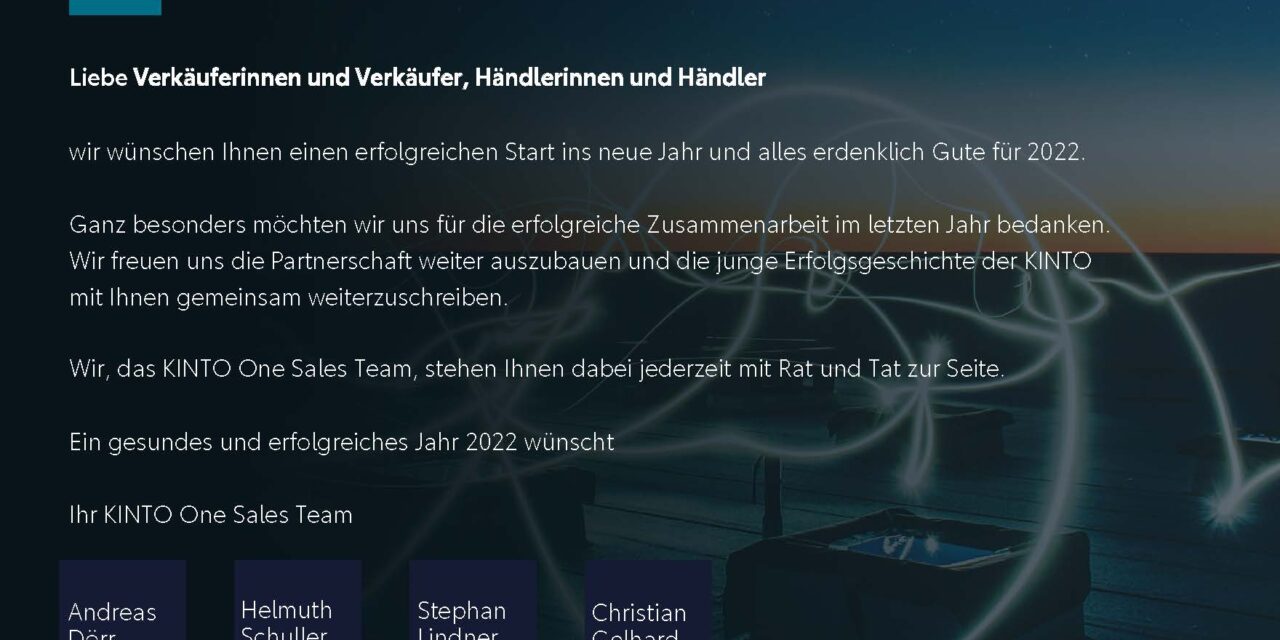 Liebe Verkäuferinnen und Verkäufer, Händlerinnen und Händler
wir wünschen Ihnen einen erfolgreichen Start ins neue Jahr und alles erdenklich Gute für 2022.
Ganz besonders möchten wir uns für die erfolgreiche Zusammenarbeit im letzten Jahr bedanken.
Wir freuen uns die Partnerschaft weiter auszubauen und die junge Erfolgsgeschichte der KINTO
mit Ihnen gemeinsam weiterzuschreiben.
Wir, das KINTO One Sales Team, stehen Ihnen dabei jederzeit mit Rat und Tat zur Seite.
Ein gesundes und erfolgreiches Jahr 2022 wünscht
Ihr KINTO One Sales Team
Andreas
Dörr
Helmuth
Schuller
Stephan
Lindner
Christian